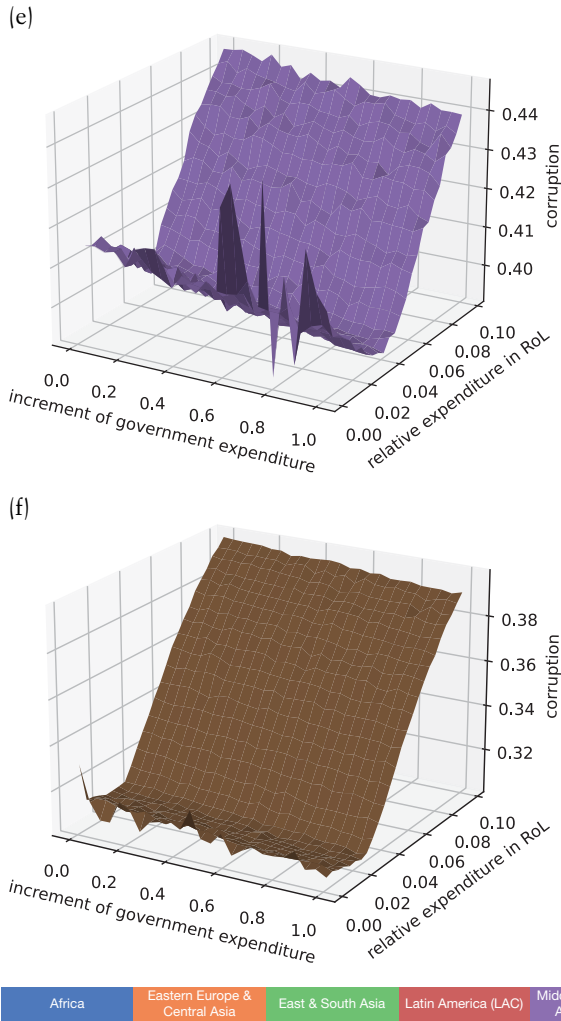 (e)
0.44
0.43
0.42
0.41
0.40
corruption
0.10
0.08
0.06
0.04
0.02
0.00
relative expenditure in RoL
0.0
0.2
0.4
0.6
0.8
1.0
increment of government expenditure
(f)
0.38
0.36
0.34
0.32
corruption
0.10
0.08
0.06
0.04
0.02
0.00
relative expenditure in RoL
0.0
0.2
0.4
0.6
0.8
1.0
increment of government expenditure
Africa
Eastern Europe &
Central Asia
East & South Asia
Latin America (LAC)